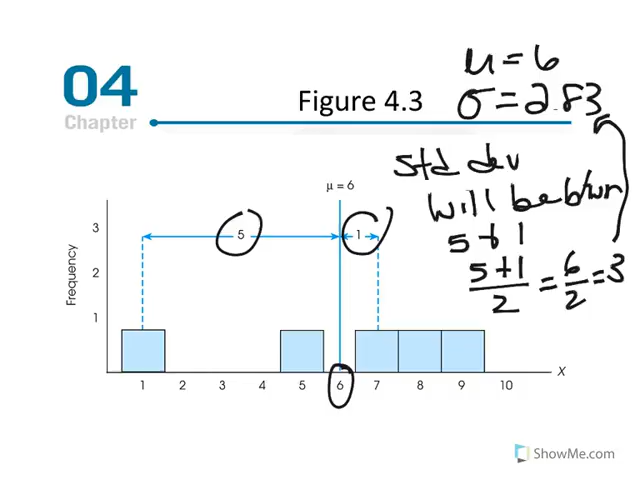 04
Chapter
Figure 4.3
μ = 6
σ = 2.83
std dev
will be btwn
5 + 1
5+1/2 = 6/2 = 3
μ = 6
5
1
Frequency
3
2
1
1 2 3 4 5 6 7 8 9 10
X
ShowMe.com